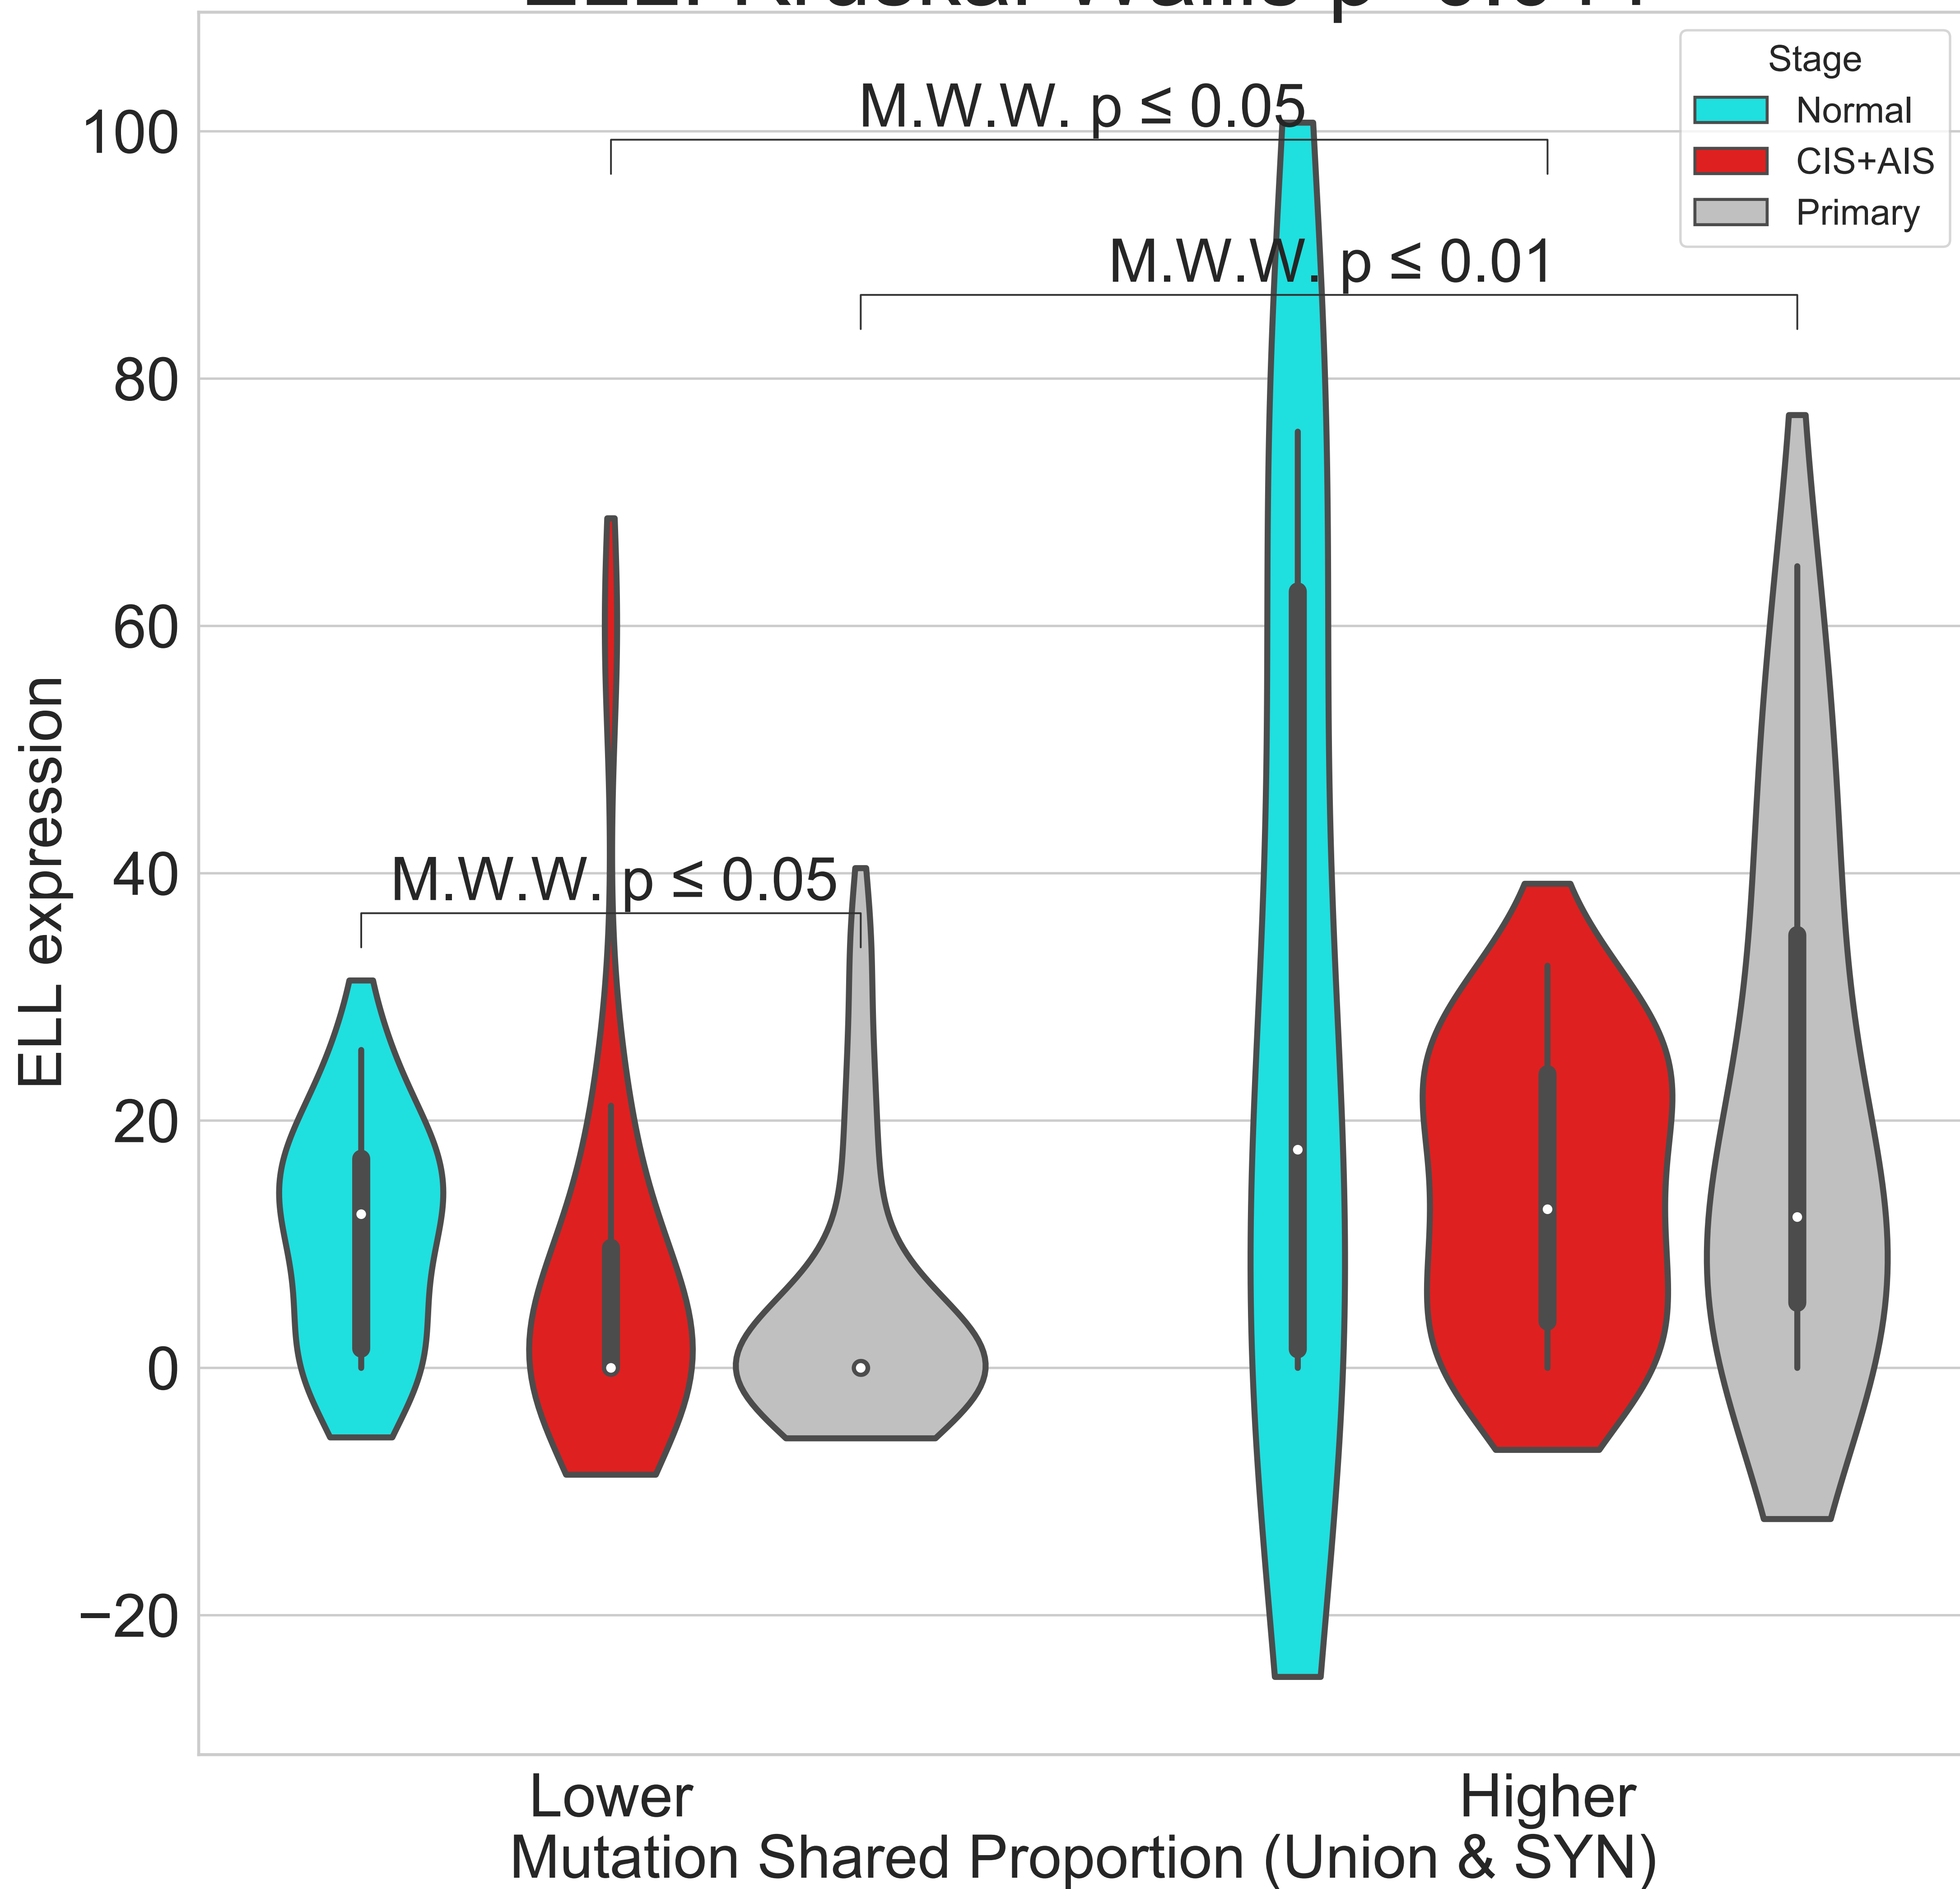 Stage
Normal
CIS+AIS
Primary
M.W.W. p ≤ 0.05
M.W.W. p ≤ 0.01
M.W.W. p ≤ 0.05
100
80
60
40
20
0
−20
ELL expression
Lower
Higher
Mutation Shared Proportion (Union & SYN)